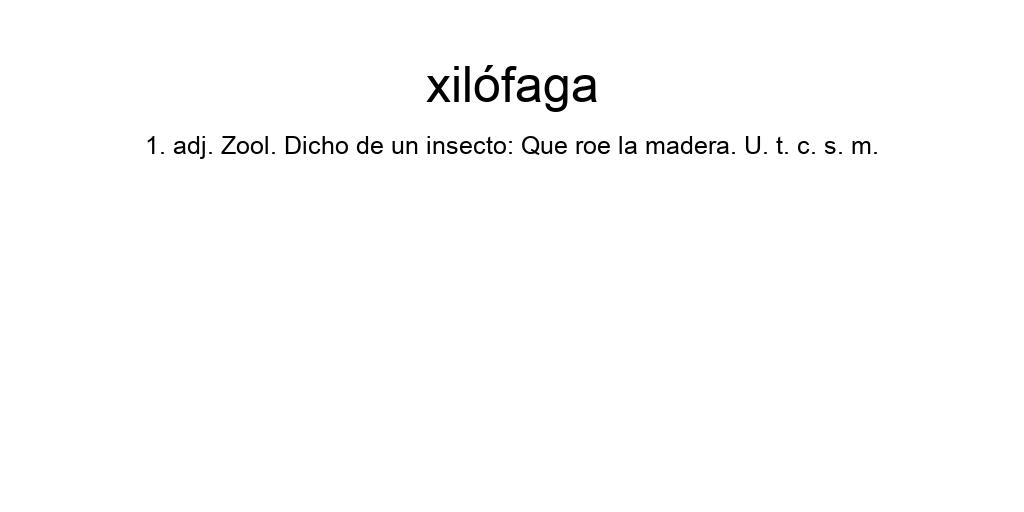 xilófaga
1. adj. Zool. Dicho de un insecto: Que roe la madera. U. t. c. s. m.